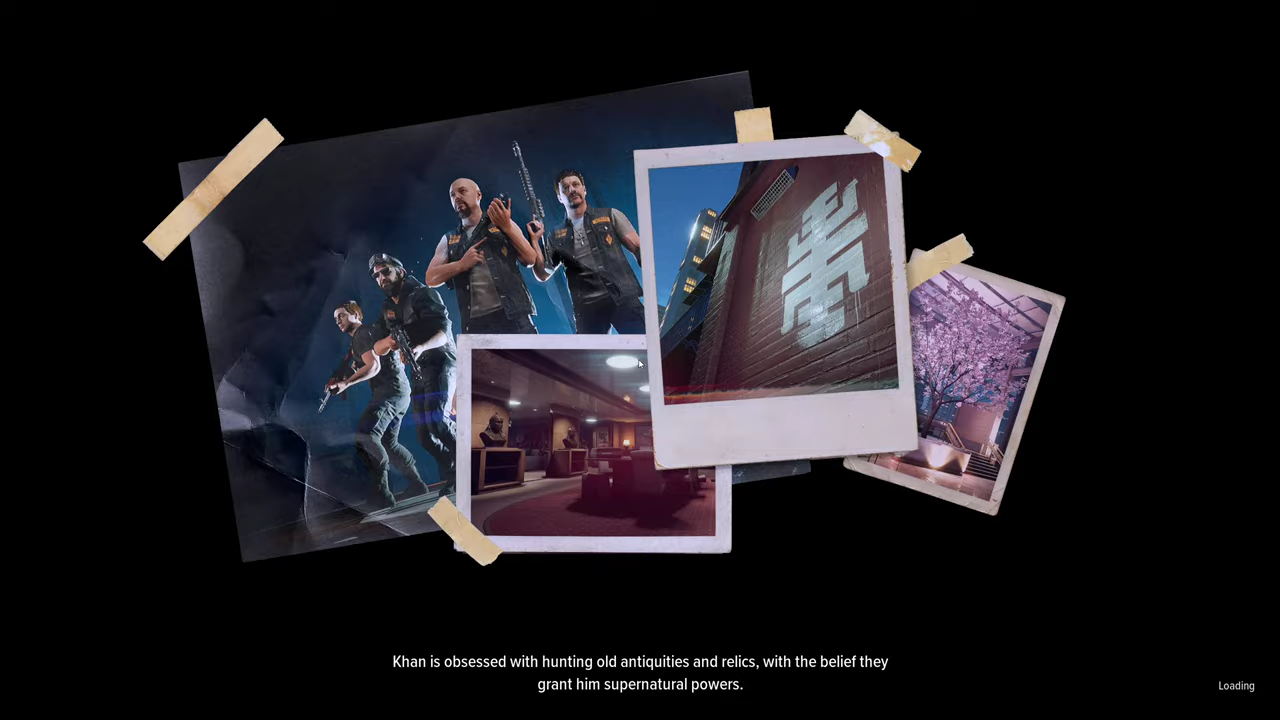 Khan is obsessed with hunting old antiquities and relics, with the belief they
grant him supernatural powers.
Loading